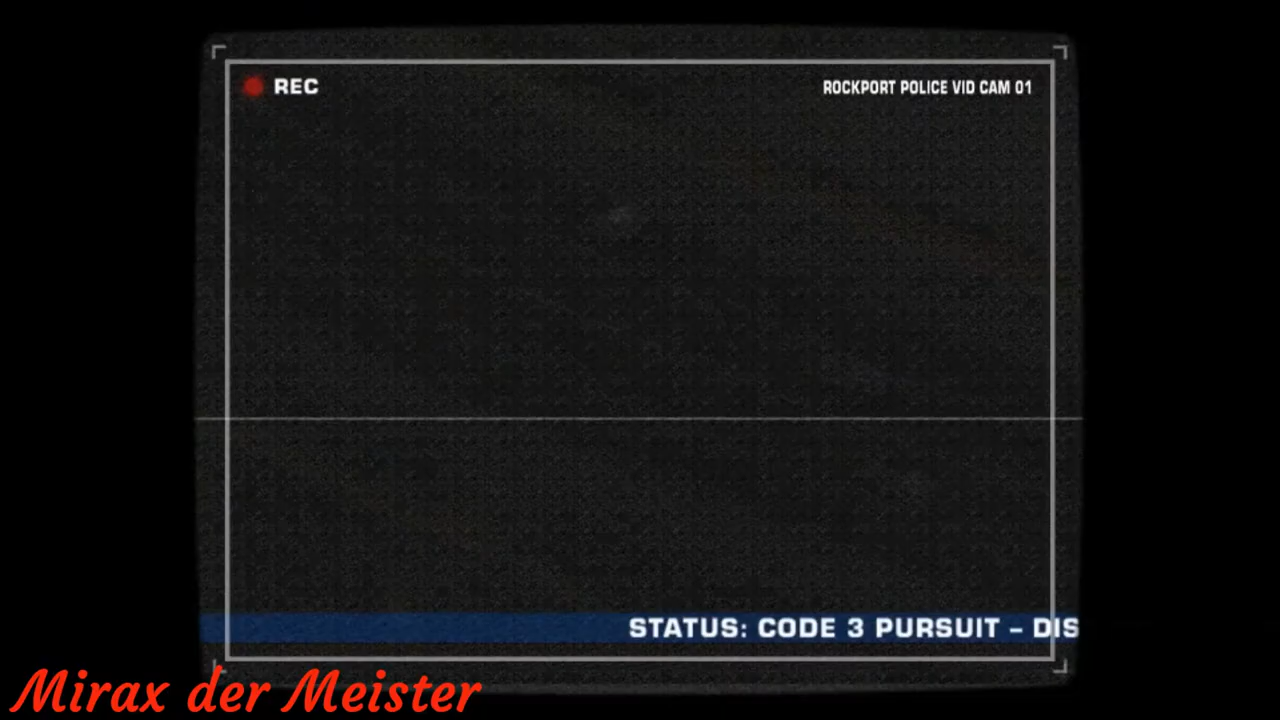 REC
ROCKPORT POLICE VID CAM 01
STATUS: CODE 3 PURSUIT – DIS
Mirax der Meister